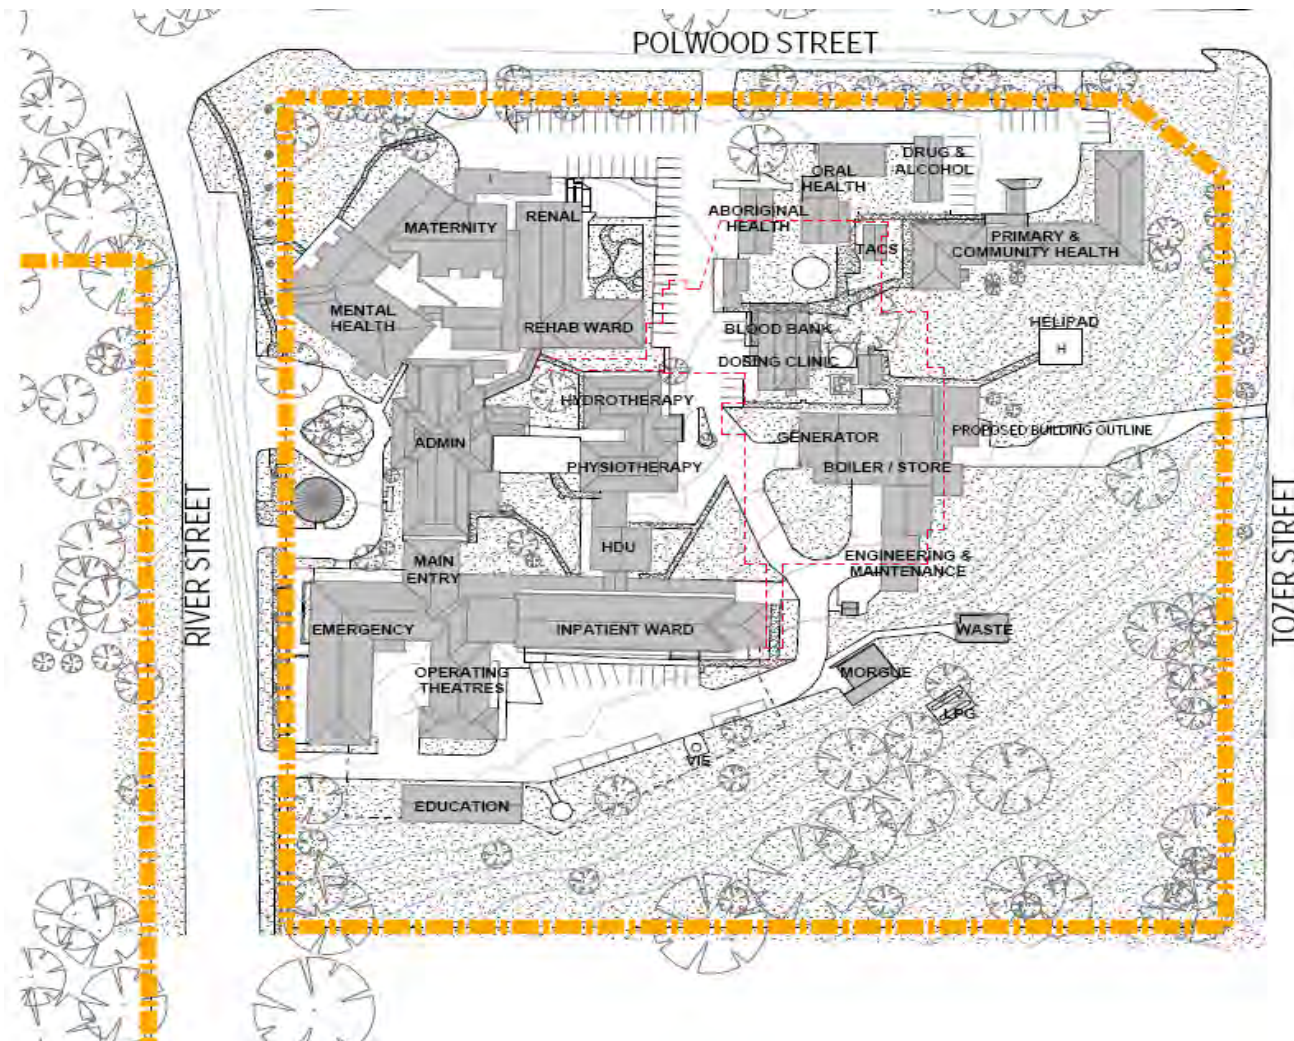 POLWOOD STREET
DRUG &
ALCOHOL
ORAL
HEALTH
MATERNITY
RENAL
ABORIGINAL
HEALTH
TACS
PRIMARY &
COMMUNITY HEALTH
MENTAL
HEALTH
REHAB WARD
BLOOD BANK
HELIPAD
H
DOSING CLINIC
HYDROTHERAPY
ADMIN
GENERATOR
PROPOSED BUILDING OUTLINE
PHYSIOTHERAPY
BOILER / STORE
RIVER STREET
TOZER STREET
HDU
MAIN
ENTRY
ENGINEERING &
MAINTENANCE
EMERGENCY
INPATIENT WARD
WASTE
OPERATING
THEATRES
MORGUE
LPG
VIE
EDUCATION